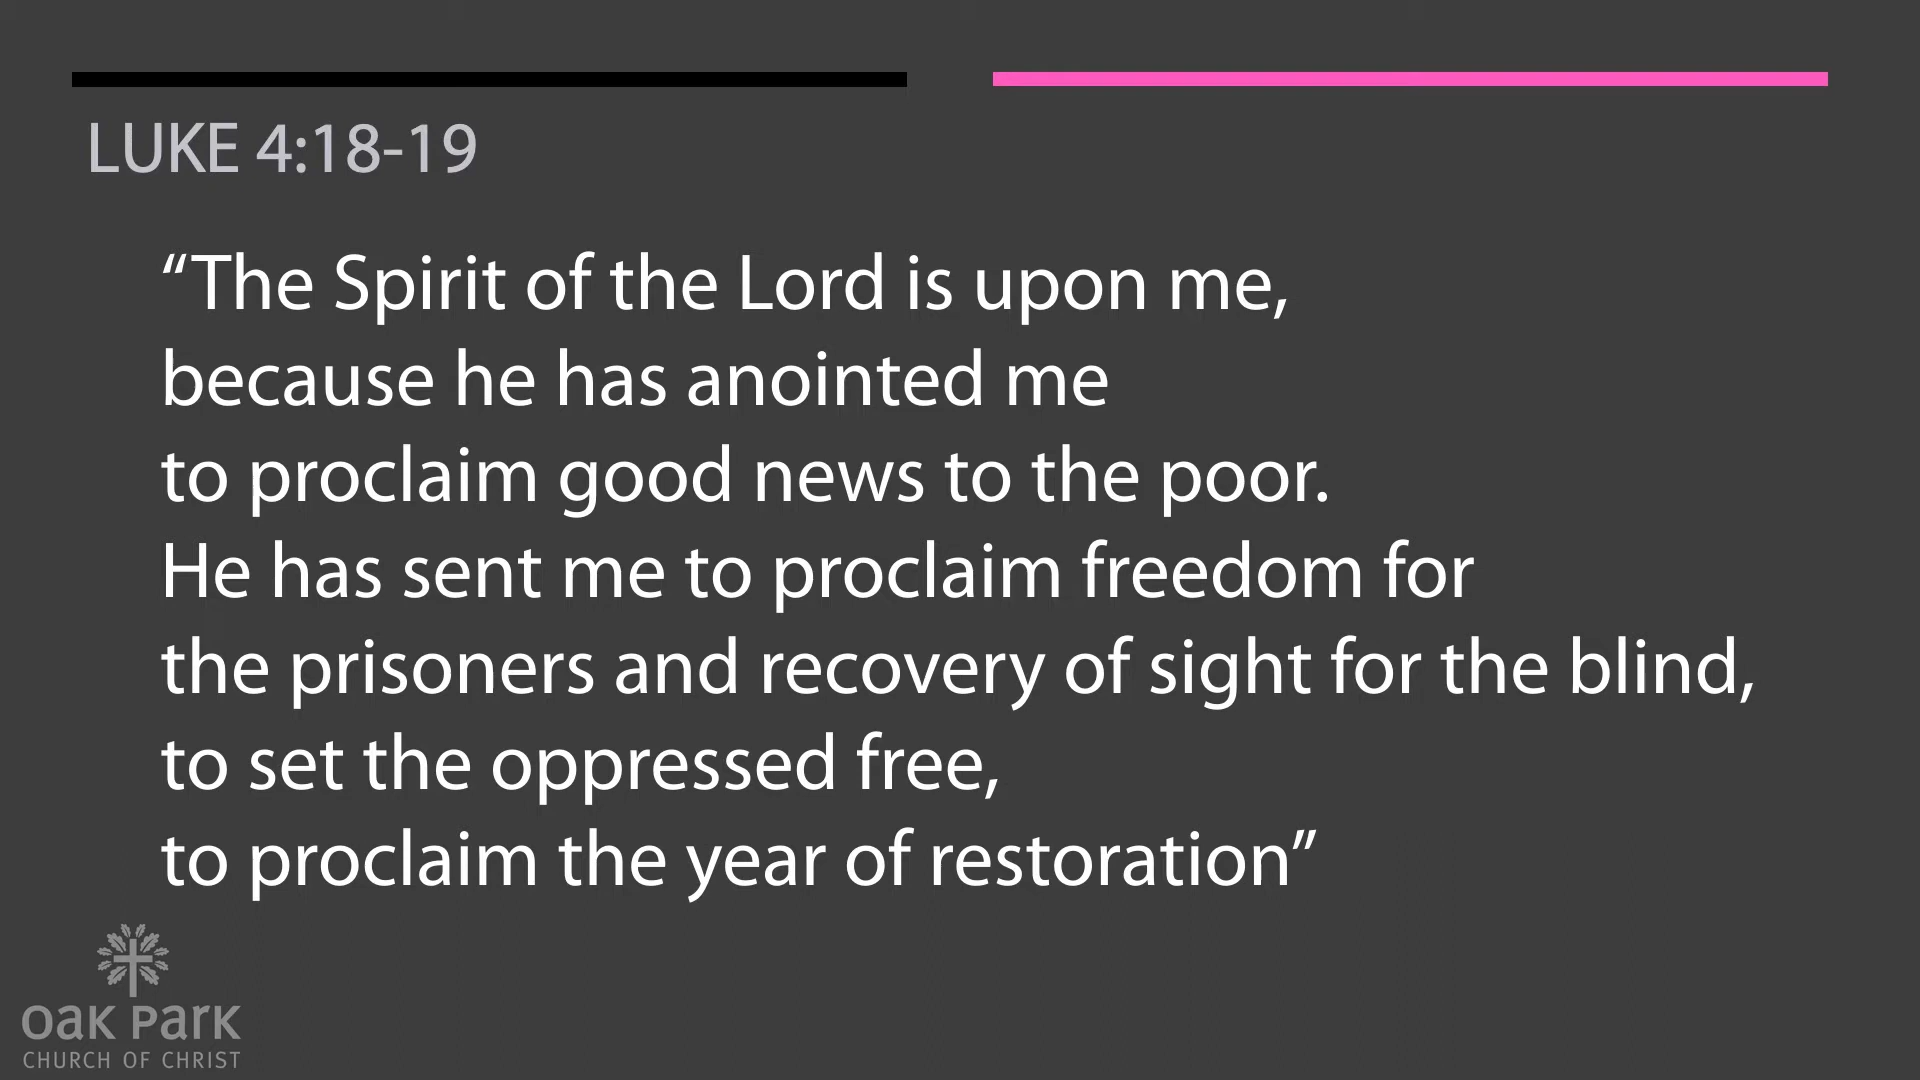 LUKE 4:18-19
“The Spirit of the Lord is upon me,
because he has anointed me
to proclaim good news to the poor.
He has sent me to proclaim freedom for
the prisoners and recovery of sight for the blind,
to set the oppressed free,
to proclaim the year of restoration”
oak park
CHURCH OF CHRIST